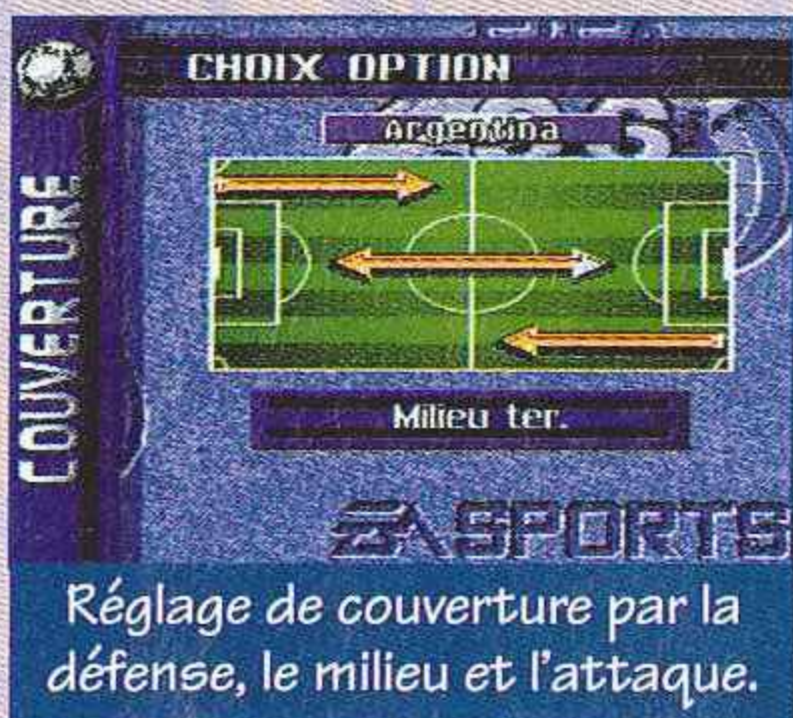 CHOIX OPTION
Argentina
COUVERTURE
Milieu ter.
EA SPORTS
Réglage de couverture par la
défense, le milieu et l'attaque.